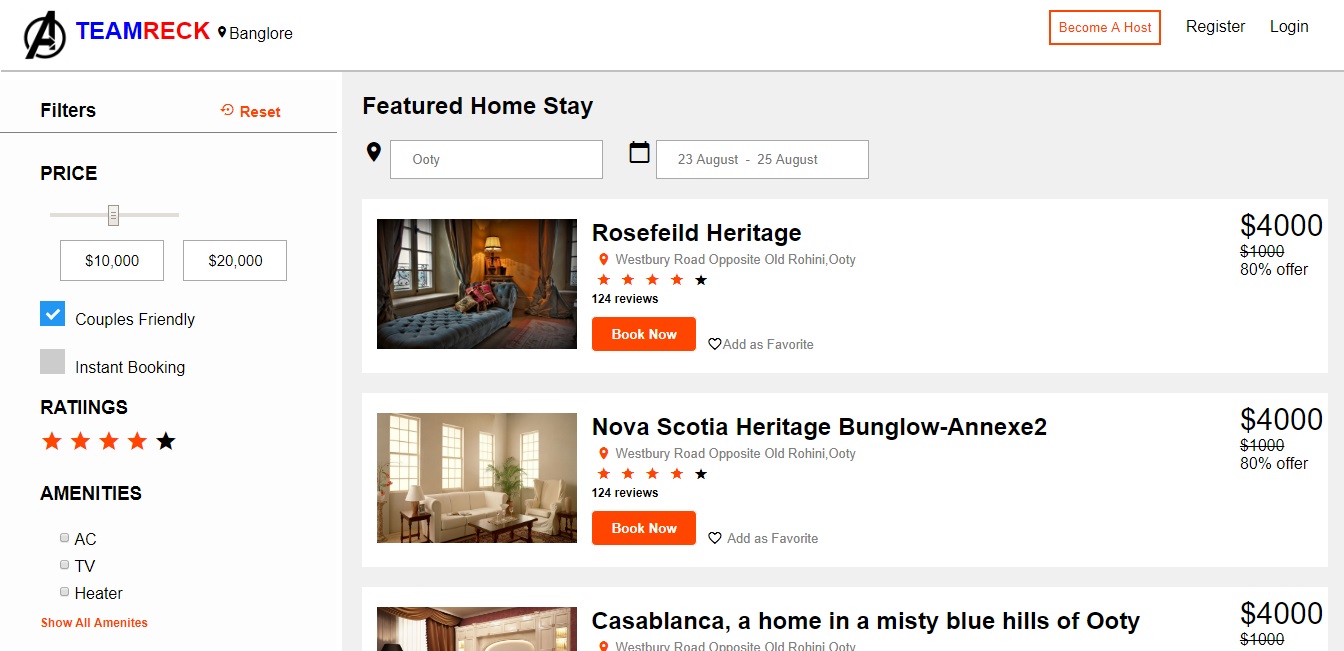 TEAMRECK Banglore
Become A Host Register Login
Filters Reset
PRICE
$10,000 $20,000
Couples Friendly
Instant Booking
RATIINGS
AMENITIES
AC
TV
Heater
Show All Amenites
Featured Home Stay
Ooty 23 August - 25 August
Rosefeild Heritage
Westbury Road Opposite Old Rohini,Ooty
124 reviews
Book Now Add as Favorite
$4000
$1000
80% offer
Nova Scotia Heritage Bunglow-Annexe2
Westbury Road Opposite Old Rohini,Ooty
124 reviews
Book Now Add as Favorite
$4000
$1000
80% offer
Casablanca, a home in a misty blue hills of Ooty
Westbury Road Opposite Old Rohini,Ooty
$4000
$1000